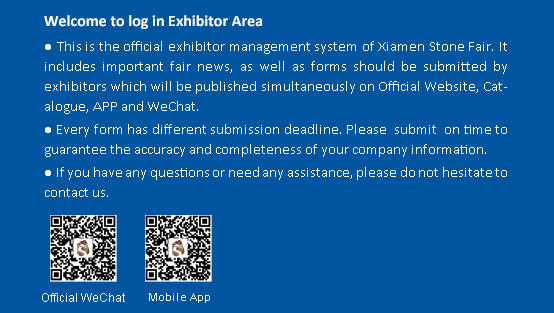 Welcome to log in Exhibitor Area
● This is the official exhibitor management system of Xiamen Stone Fair. It
includes important fair news, as well as forms should be submitted by
exhibitors which will be published simultaneously on Official Website, Cat-
alogue, APP and WeChat.
● Every form has different submission deadline. Please submit on time to
guarantee the accuracy and completeness of your company information.
● If you have any questions or need any assistance, please do not hesitate to
contact us.
Official WeChat Mobile App